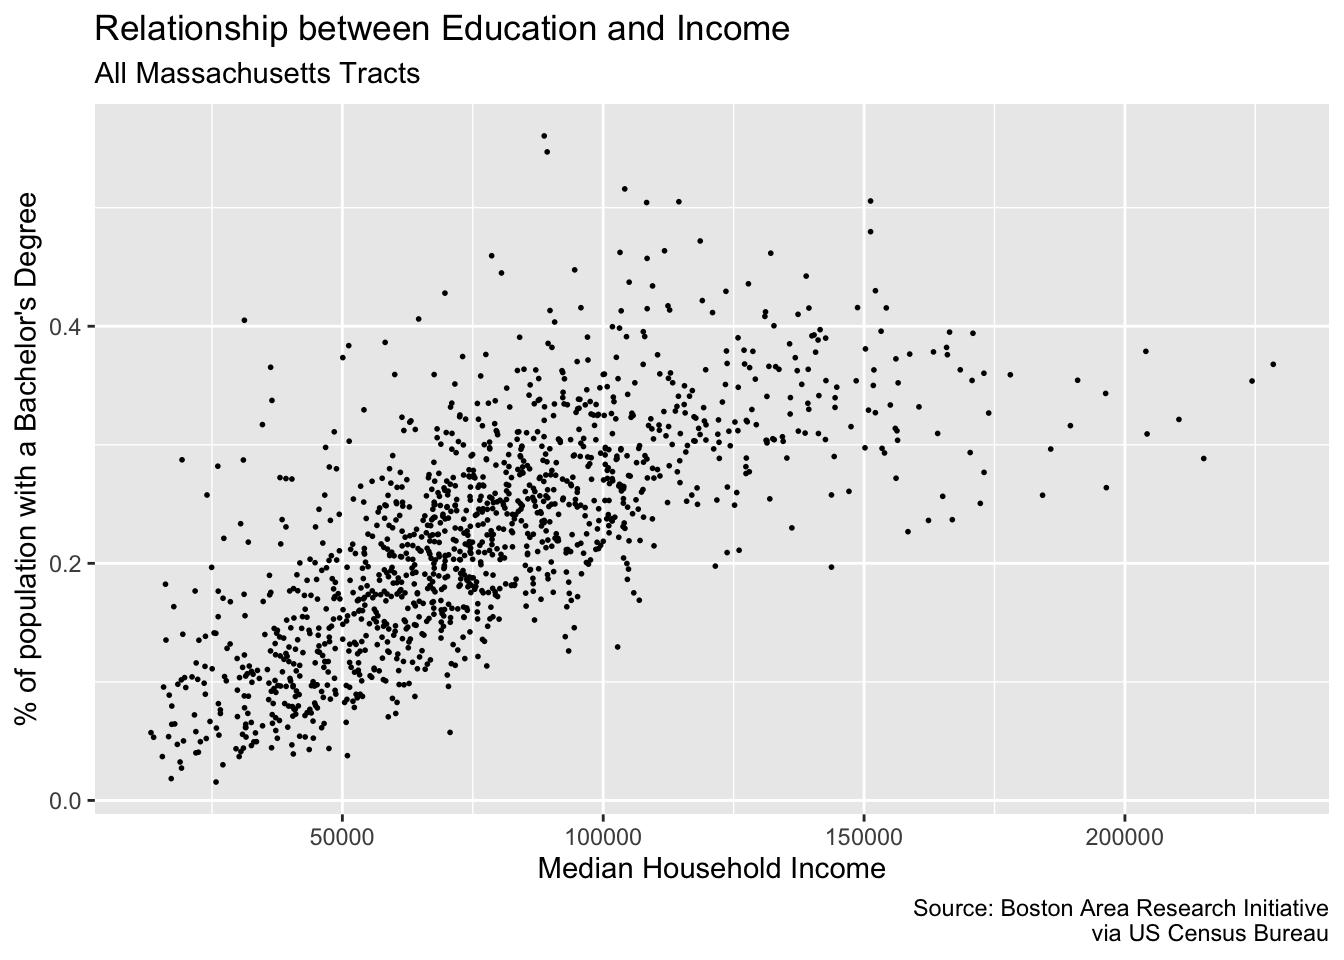 Relationship between Education and Income
All Massachusetts Tracts
% of population with a Bachelor's Degree
0.4
0.2
0.0
50000
100000
150000
200000
Median Household Income
Source: Boston Area Research Initiative
via US Census Bureau